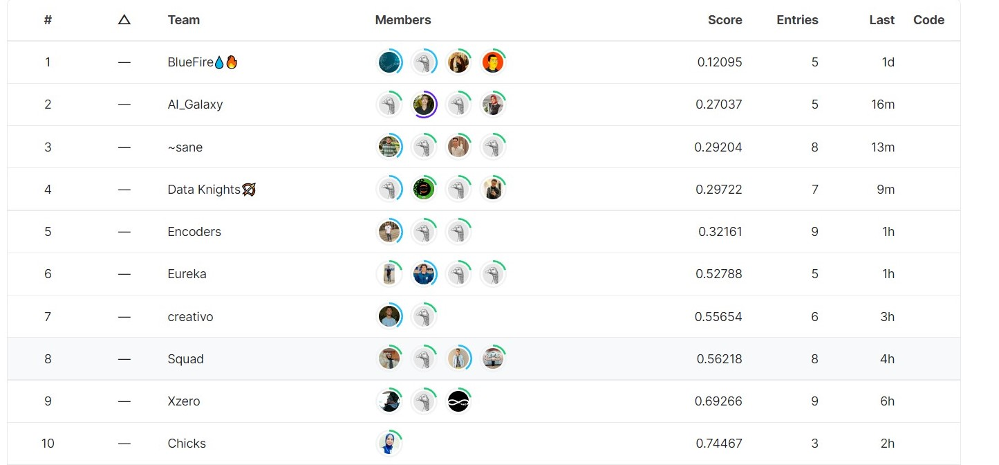 # △ Team Members Score Entries Last Code
1 — BlueFire💧🔥 0.12095 5 1d
2 — AI_Galaxy 0.27037 5 16m
3 — ~sane 0.29204 8 13m
4 — Data Knights🏹 0.29722 7 9m
5 — Encoders 0.32161 9 1h
6 — Eureka 0.52788 5 1h
7 — creativo 0.55654 6 3h
8 — Squad 0.56218 8 4h
9 — Xzero 0.69266 9 6h
10 — Chicks 0.74467 3 2h